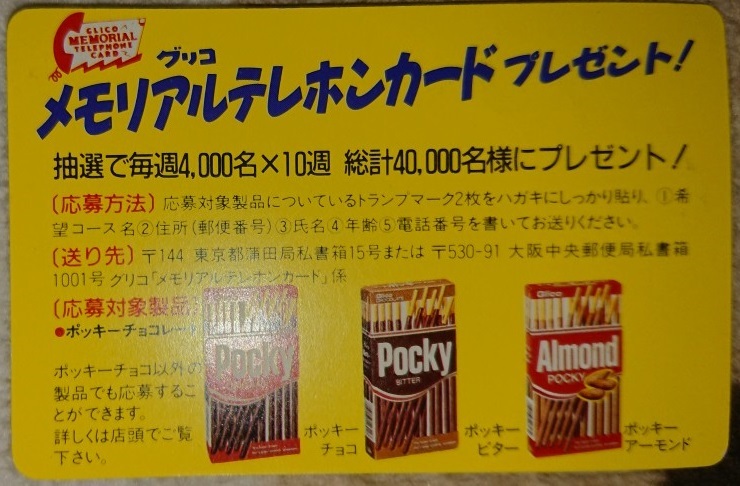 GLICO
MEMORIAL
TELEPHONE
CARD
グリコ
メモリアルテレホンカードプレゼント!
抽選で毎週4,000名×10週 総計40,000名様にプレゼント!
(応募方法) 応募対象製品についているトランプマーク2枚をハガキにしっかり貼り、①希
望コース名②住所(郵便番号)③氏名④年齢⑤電話番号を書いてお送りください。
(送り先) 〒144 東京都蒲田局私書箱15号または 〒530-91 大阪中央郵便局私書箱
1001号 グリコ「メモリアルテレホンカード」係
(応募対象製品
●ポッキーチョコレート
ポッキーチョコ以外の
製品でも応募するこ
とができます。
詳しくは店頭でご覧
下さい。
Pocky
ポッキー
チョコ
Pocky
BITTER
ポッキー
ビター
Glico
Almond
POCKY
ポッキー
アーモンド